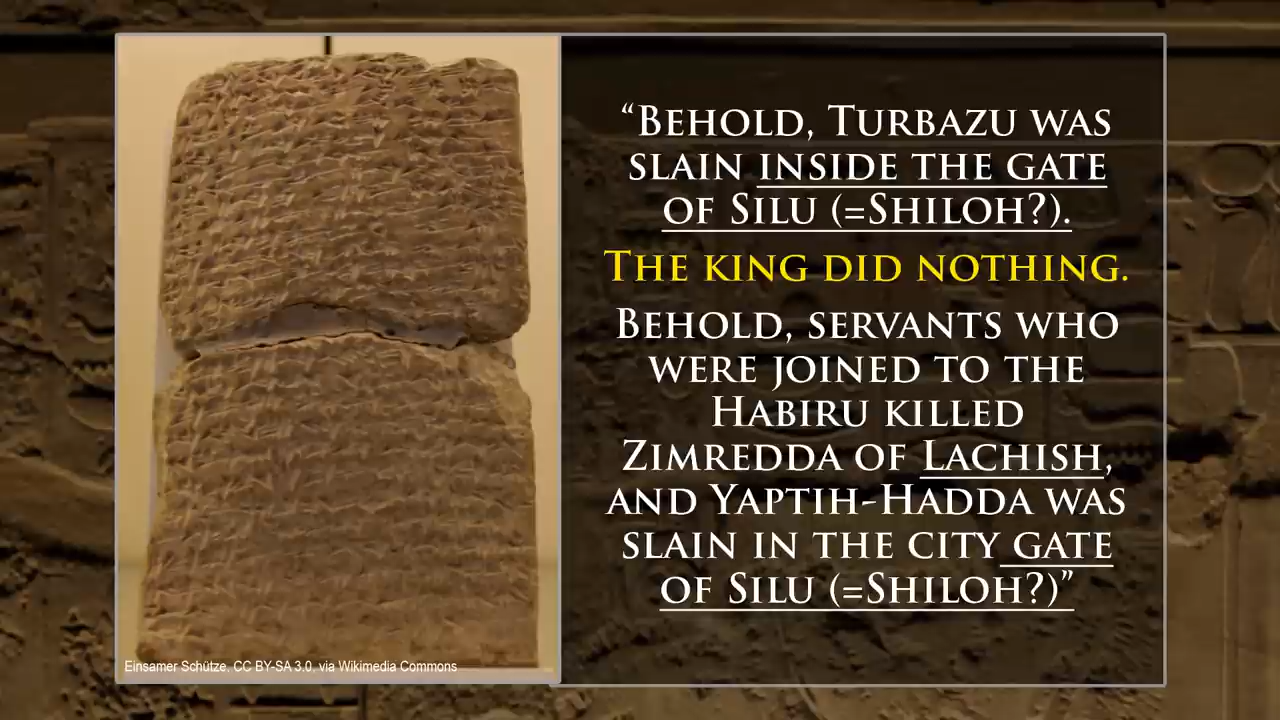 “Behold, Turbazu was
slain inside the gate
of Silu (=Shiloh?).
The king did nothing.
Behold, servants who
were joined to the
Habiru killed
Zimredda of Lachish,
and Yaptih-Hadda was
slain in the city gate
of Silu (=Shiloh?)”
Einsamer Schütze, CC BY-SA 3.0, via Wikimedia Commons